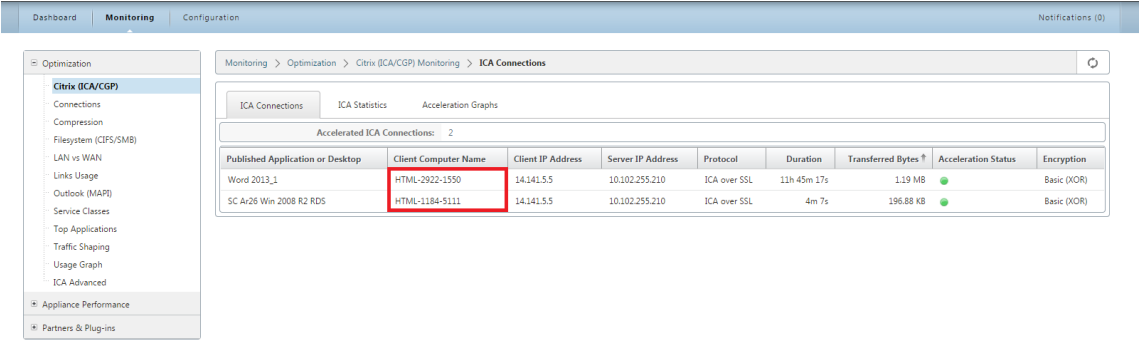 Dashboard Monitoring Configuration Notifications (0)
Optimization
Citrix (ICA/CGP)
Connections
Compression
Filesystem (CIFS/SMB)
LAN vs WAN
Links Usage
Outlook (MAPI)
Service Classes
Top Applications
Traffic Shaping
Usage Graph
ICA Advanced
Appliance Performance
Partners & Plug-ins
Monitoring > Optimization > Citrix (ICA/CGP) Monitoring > ICA Connections
ICA Connections ICA Statistics Acceleration Graphs
Accelerated ICA Connections: 2
Published Application or Desktop Client Computer Name Client IP Address Server IP Address Protocol Duration Transferred Bytes ↑ Acceleration Status Encryption
Word 2013_1 HTML-2922-1550 14.141.5.5 10.102.255.210 ICA over SSL 11h 45m 17s 1.19 MB Basic (XOR)
SC Ar26 Win 2008 R2 RDS HTML-1184-5111 14.141.5.5 10.102.255.210 ICA over SSL 4m 7s 196.88 KB Basic (XOR)